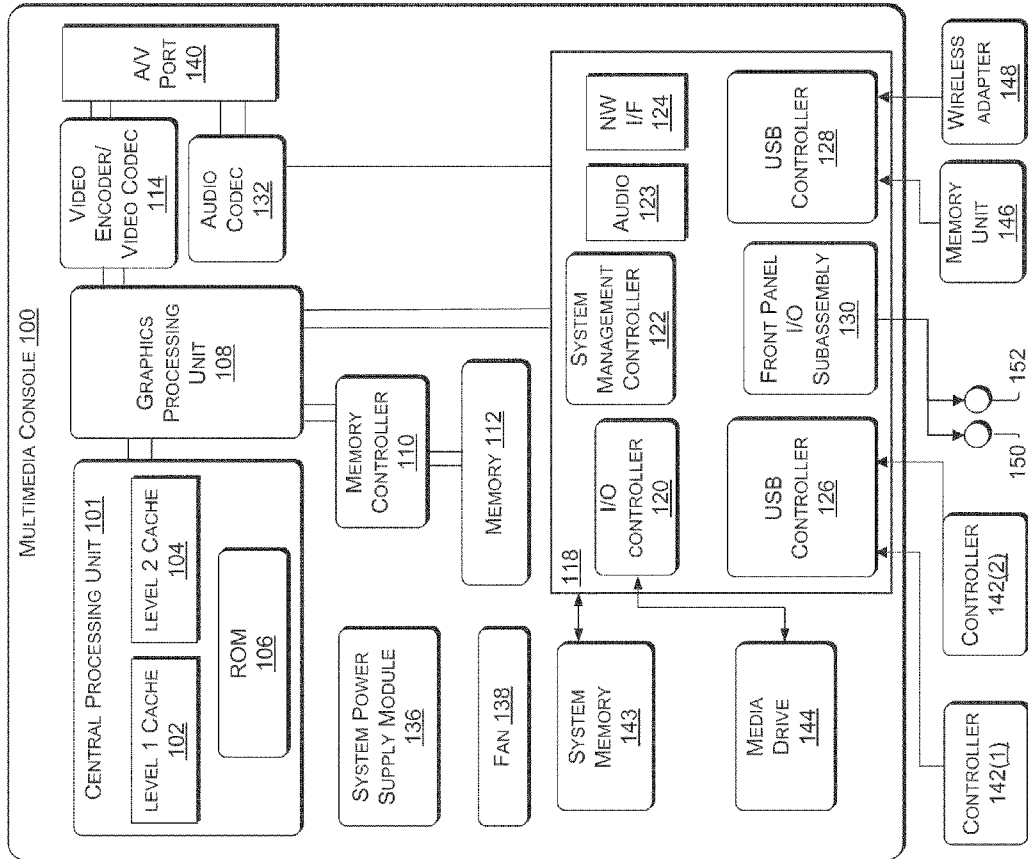 MULTIMEDIA CONSOLE 100
CENTRAL PROCESSING UNIT 101
LEVEL 1 CACHE
102
LEVEL 2 CACHE
104
ROM
106
GRAPHICS
PROCESSING
UNIT
108
VIDEO
ENCODER/
VIDEO CODEC
114
AUDIO
CODEC
132
A/V
PORT
140
MEMORY
CONTROLLER
110
MEMORY 112
SYSTEM POWER
SUPPLY MODULE
136
FAN 138
SYSTEM
MEMORY
143
MEDIA
DRIVE
144
118
I/O
CONTROLLER
120
SYSTEM
MANAGEMENT
CONTROLLER
122
AUDIO
123
NW
I/F
124
USB
CONTROLLER
126
FRONT PANEL
I/O
SUBASSEMBLY
130
USB
CONTROLLER
128
CONTROLLER
142(1)
CONTROLLER
142(2)
150
152
MEMORY
UNIT
146
WIRELESS
ADAPTER
148